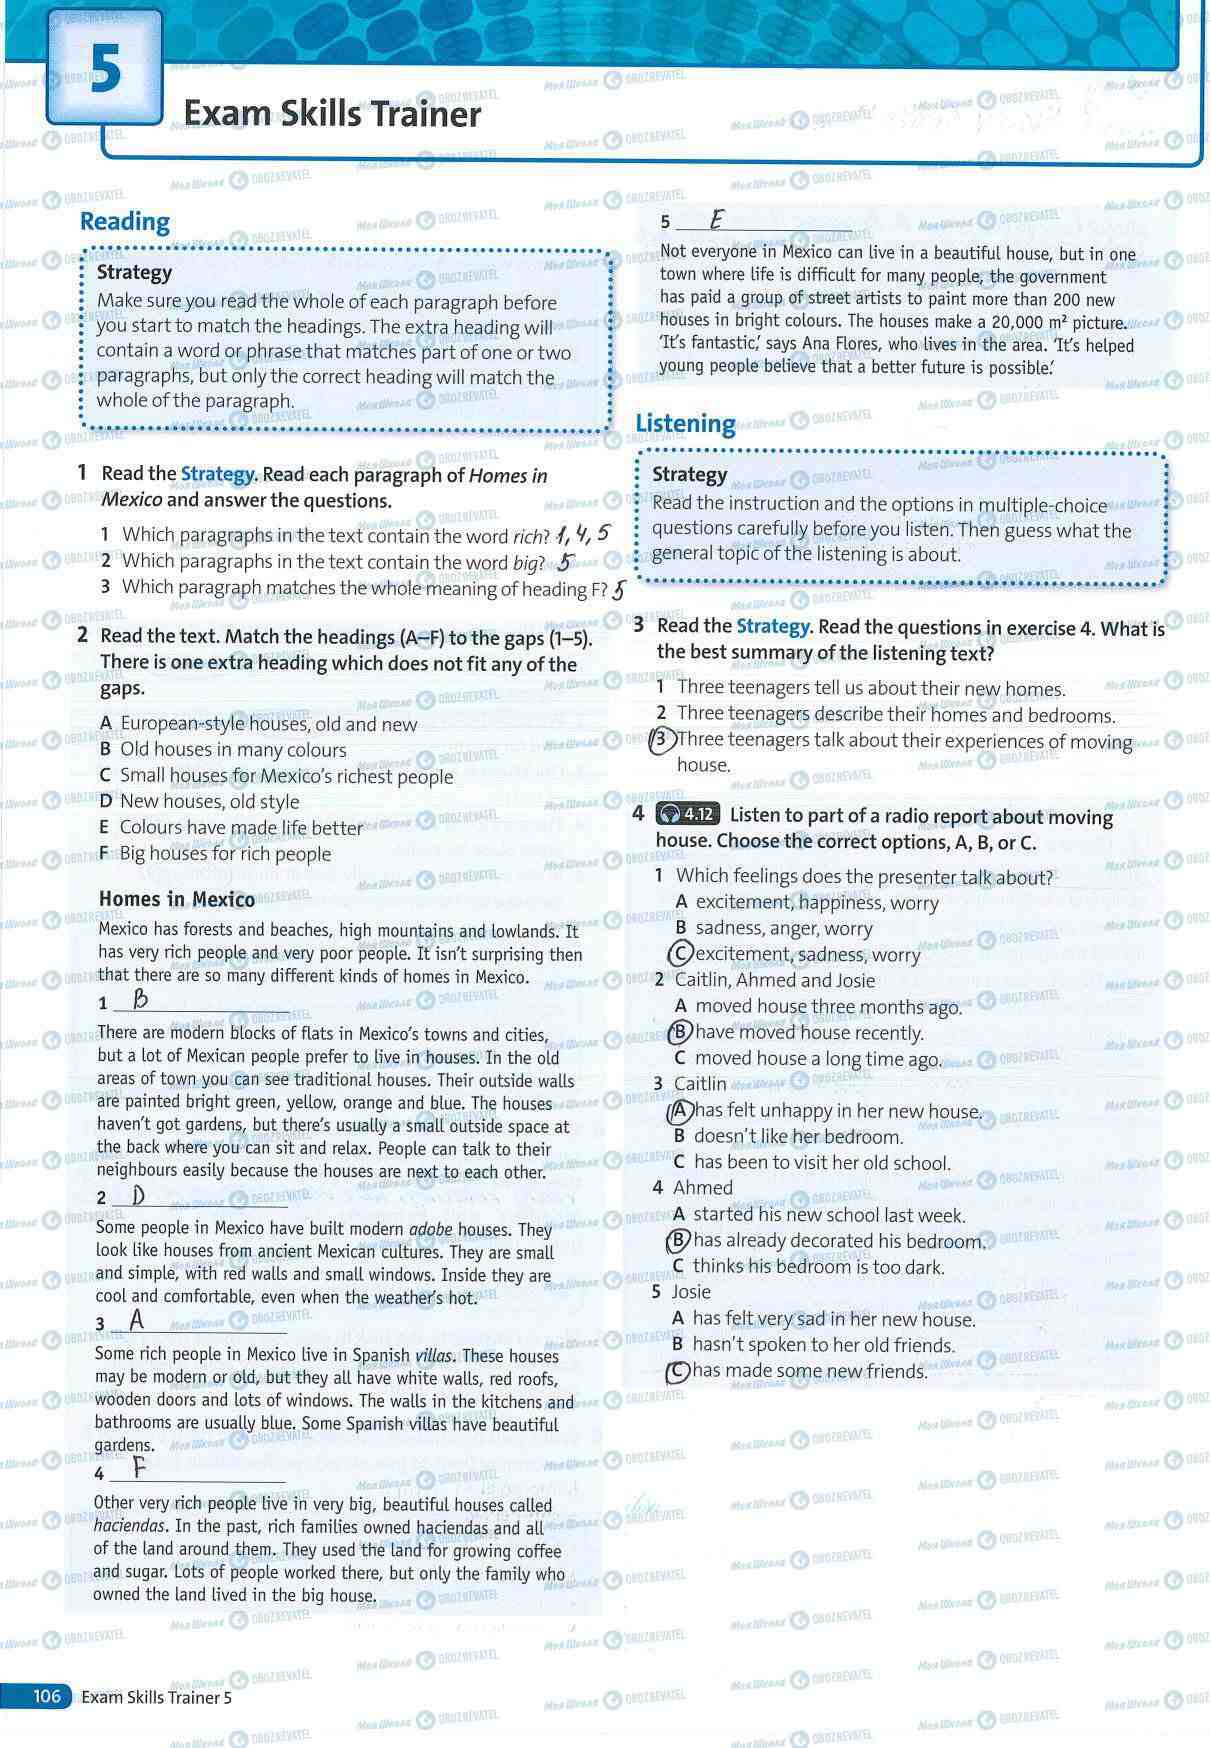 5
Exam Skills Trainer
Reading
Strategy
Make sure you read the whole of each paragraph before
you start to match the headings. The extra heading will
contain a word or phrase that matches part of one or two
paragraphs, but only the correct heading will match the
whole of the paragraph.
1 Read the Strategy. Read each paragraph of Homes in
Mexico and answer the questions.
1 Which paragraphs in the text contain the word rich? 1, 4, 5
2 Which paragraphs in the text contain the word big? 5
3 Which paragraph matches the whole meaning of heading F? 5
2 Read the text. Match the headings (A–F) to the gaps (1–5).
There is one extra heading which does not fit any of the
gaps.
A European-style houses, old and new
B Old houses in many colours
C Small houses for Mexico's richest people
D New houses, old style
E Colours have made life better
F Big houses for rich people
Homes in Mexico
Mexico has forests and beaches, high mountains and lowlands. It
has very rich people and very poor people. It isn't surprising then
that there are so many different kinds of homes in Mexico.
1 B
There are modern blocks of flats in Mexico's towns and cities,
but a lot of Mexican people prefer to live in houses. In the old
areas of town you can see traditional houses. Their outside walls
are painted bright green, yellow, orange and blue. The houses
haven't got gardens, but there's usually a small outside space at
the back where you can sit and relax. People can talk to their
neighbours easily because the houses are next to each other.
2 D
Some people in Mexico have built modern adobe houses. They
look like houses from ancient Mexican cultures. They are small
and simple, with red walls and small windows. Inside they are
cool and comfortable, even when the weather's hot.
3 A
Some rich people in Mexico live in Spanish villas. These houses
may be modern or old, but they all have white walls, red roofs,
wooden doors and lots of windows. The walls in the kitchens and
bathrooms are usually blue. Some Spanish villas have beautiful
gardens.
4 F
Other very rich people live in very big, beautiful houses called
haciendas. In the past, rich families owned haciendas and all
of the land around them. They used the land for growing coffee
and sugar. Lots of people worked there, but only the family who
owned the land lived in the big house.
5 E
Not everyone in Mexico can live in a beautiful house, but in one
town where life is difficult for many people, the government
has paid a group of street artists to paint more than 200 new
houses in bright colours. The houses make a 20,000 m² picture.
'It's fantastic,' says Ana Flores, who lives in the area. 'It's helped
young people believe that a better future is possible.'
Listening
Strategy
Read the instruction and the options in multiple-choice
questions carefully before you listen. Then guess what the
general topic of the listening is about.
3 Read the Strategy. Read the questions in exercise 4. What is
the best summary of the listening text?
1 Three teenagers tell us about their new homes.
2 Three teenagers describe their homes and bedrooms.
3 Three teenagers talk about their experiences of moving
house.
4 4.12 Listen to part of a radio report about moving
house. Choose the correct options, A, B, or C.
1 Which feelings does the presenter talk about?
A excitement, happiness, worry
B sadness, anger, worry
C excitement, sadness, worry
2 Caitlin, Ahmed and Josie
A moved house three months ago.
B have moved house recently.
C moved house a long time ago.
3 Caitlin
A has felt unhappy in her new house.
B doesn't like her bedroom.
C has been to visit her old school.
4 Ahmed
A started his new school last week.
B has already decorated his bedroom.
C thinks his bedroom is too dark.
5 Josie
A has felt very sad in her new house.
B hasn't spoken to her old friends.
C has made some new friends.
106 Exam Skills Trainer 5